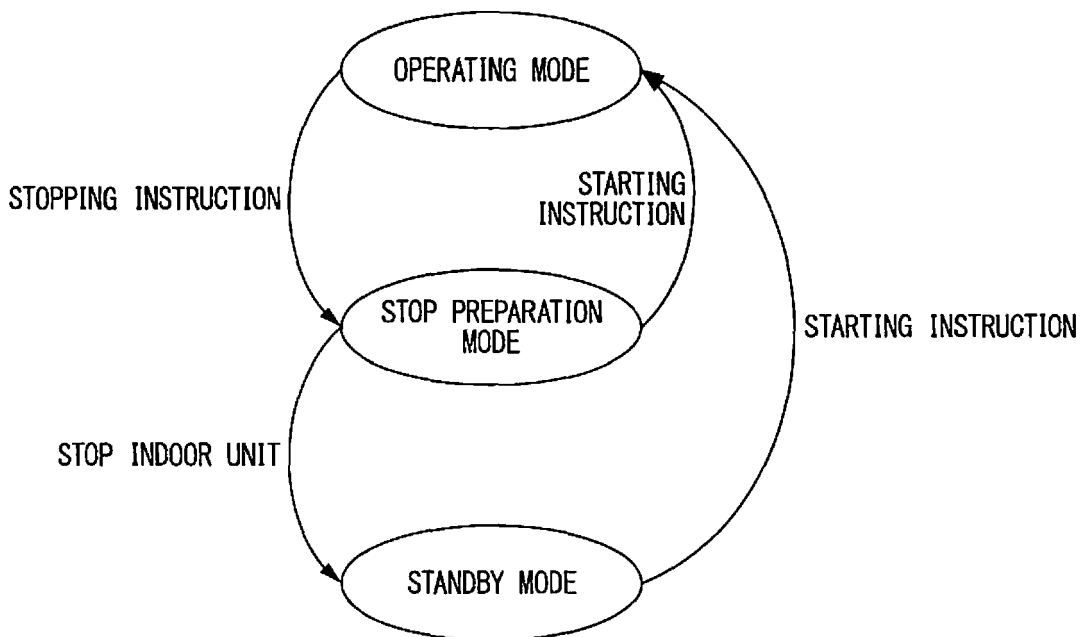 OPERATING MODE
STOPPING INSTRUCTION
STARTING
INSTRUCTION
STOP PREPARATION
MODE
STARTING INSTRUCTION
STOP INDOOR UNIT
STANDBY MODE